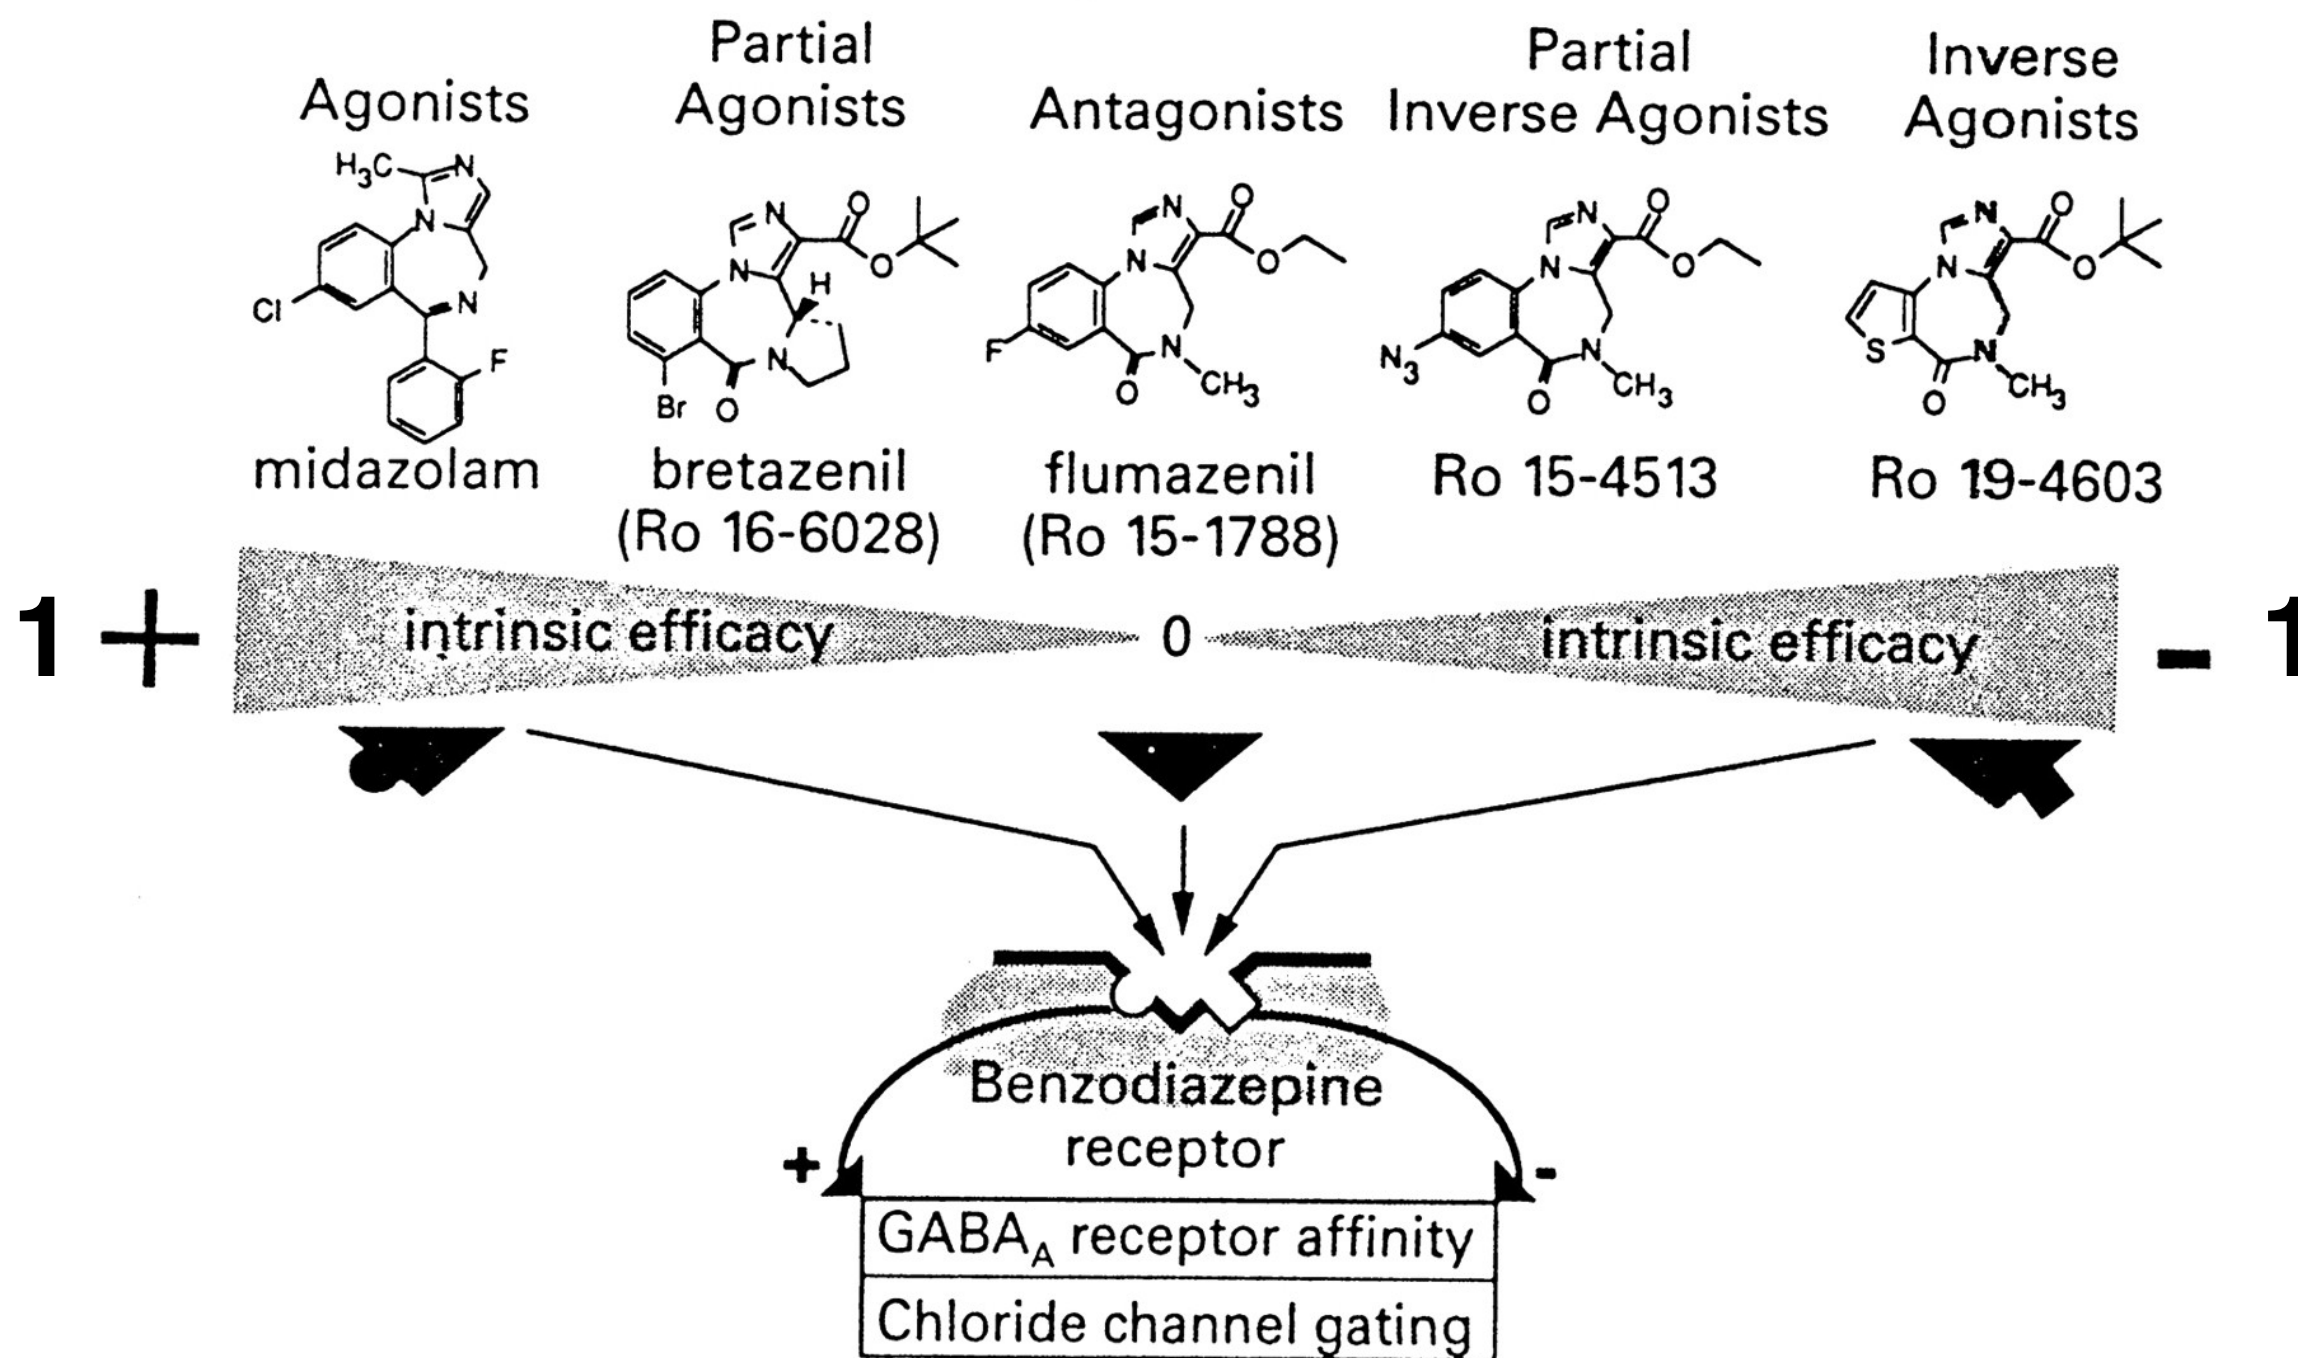 Agonists
Partial
Agonists
Antagonists
Partial
Inverse Agonists
Inverse
Agonists
H₃C
N
N
N
Cl
F
N
N
O
O
H
N
Br
O
N
N
O
O
F
N
O
CH₃
N
N
O
O
N₃
N
O
CH₃
N
N
O
O
S
N
O
CH₃
midazolam
bretazenil
(Ro 16-6028)
flumazenil
(Ro 15-1788)
Ro 15-4513
Ro 19-4603
1 +
intrinsic efficacy
0
intrinsic efficacy
- 1
Benzodiazepine
receptor
+
-
GABA_A receptor affinity
Chloride channel gating